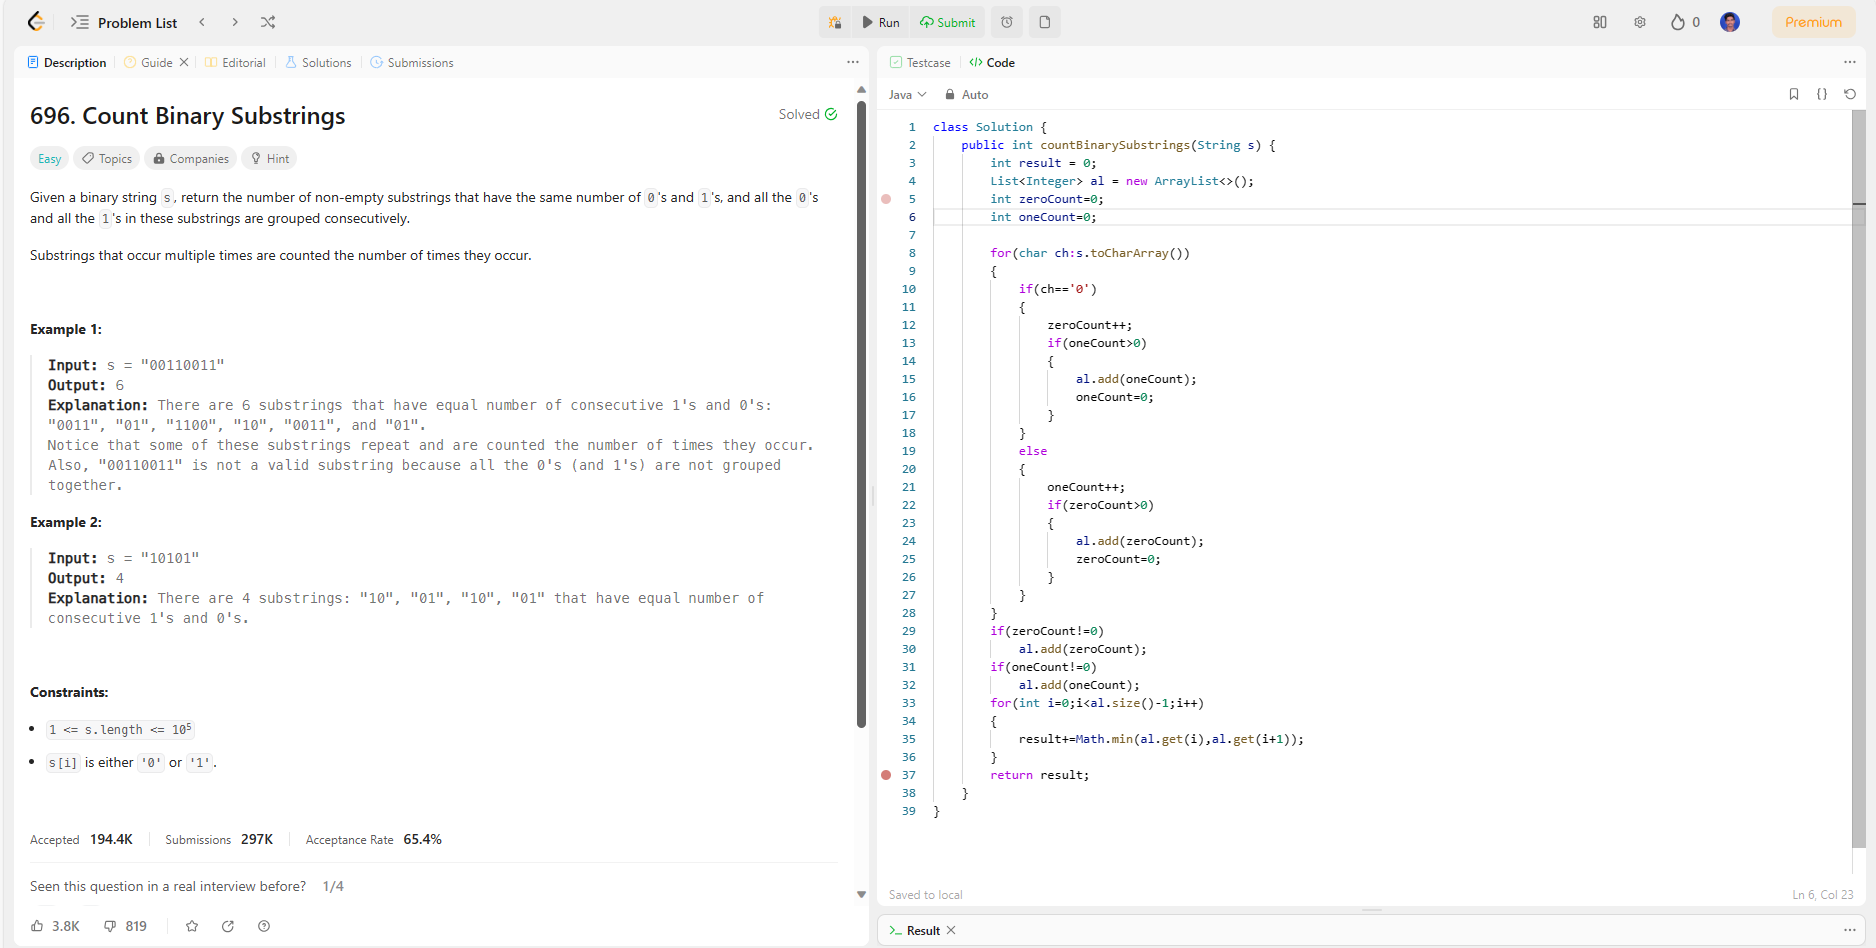 Problem List
Run
Submit
0
Premium
Description
Guide
Editorial
Solutions
Submissions
696. Count Binary Substrings
Solved
Easy
Topics
Companies
Hint
Given a binary string s, return the number of non-empty substrings that have the same number of 0's and 1's, and all the 0's
and all the 1's in these substrings are grouped consecutively.
Substrings that occur multiple times are counted the number of times they occur.
Example 1:
Input: s = "00110011"
Output: 6
Explanation: There are 6 substrings that have equal number of consecutive 1's and 0's:
"0011", "01", "1100", "10", "0011", and "01".
Notice that some of these substrings repeat and are counted the number of times they occur.
Also, "00110011" is not a valid substring because all the 0's (and 1's) are not grouped
together.
Example 2:
Input: s = "10101"
Output: 4
Explanation: There are 4 substrings: "10", "01", "10", "01" that have equal number of
consecutive 1's and 0's.
Constraints:
1 <= s.length <= 10⁵
s[i] is either '0' or '1'.
Accepted 194.4K
Submissions 297K
Acceptance Rate 65.4%
Seen this question in a real interview before? 1/4
3.8K
819
Testcase
</> Code
Java
Auto
1 class Solution {
2     public int countBinarySubstrings(String s) {
3         int result = 0;
4         List<Integer> al = new ArrayList<>();
5         int zeroCount=0;
6         int oneCount=0;
7
8         for(char ch:s.toCharArray())
9         {
10             if(ch=='0')
11             {
12                 zeroCount++;
13                 if(oneCount>0)
14                 {
15                     al.add(oneCount);
16                     oneCount=0;
17                 }
18             }
19             else
20             {
21                 oneCount++;
22                 if(zeroCount>0)
23                 {
24                     al.add(zeroCount);
25                     zeroCount=0;
26                 }
27             }
28         }
29         if(zeroCount!=0)
30             al.add(zeroCount);
31         if(oneCount!=0)
32             al.add(oneCount);
33         for(int i=0;i<al.size()-1;i++)
34         {
35             result+=Math.min(al.get(i),al.get(i+1));
36         }
37         return result;
38     }
39 }
Saved to local
Ln 6, Col 23
Result